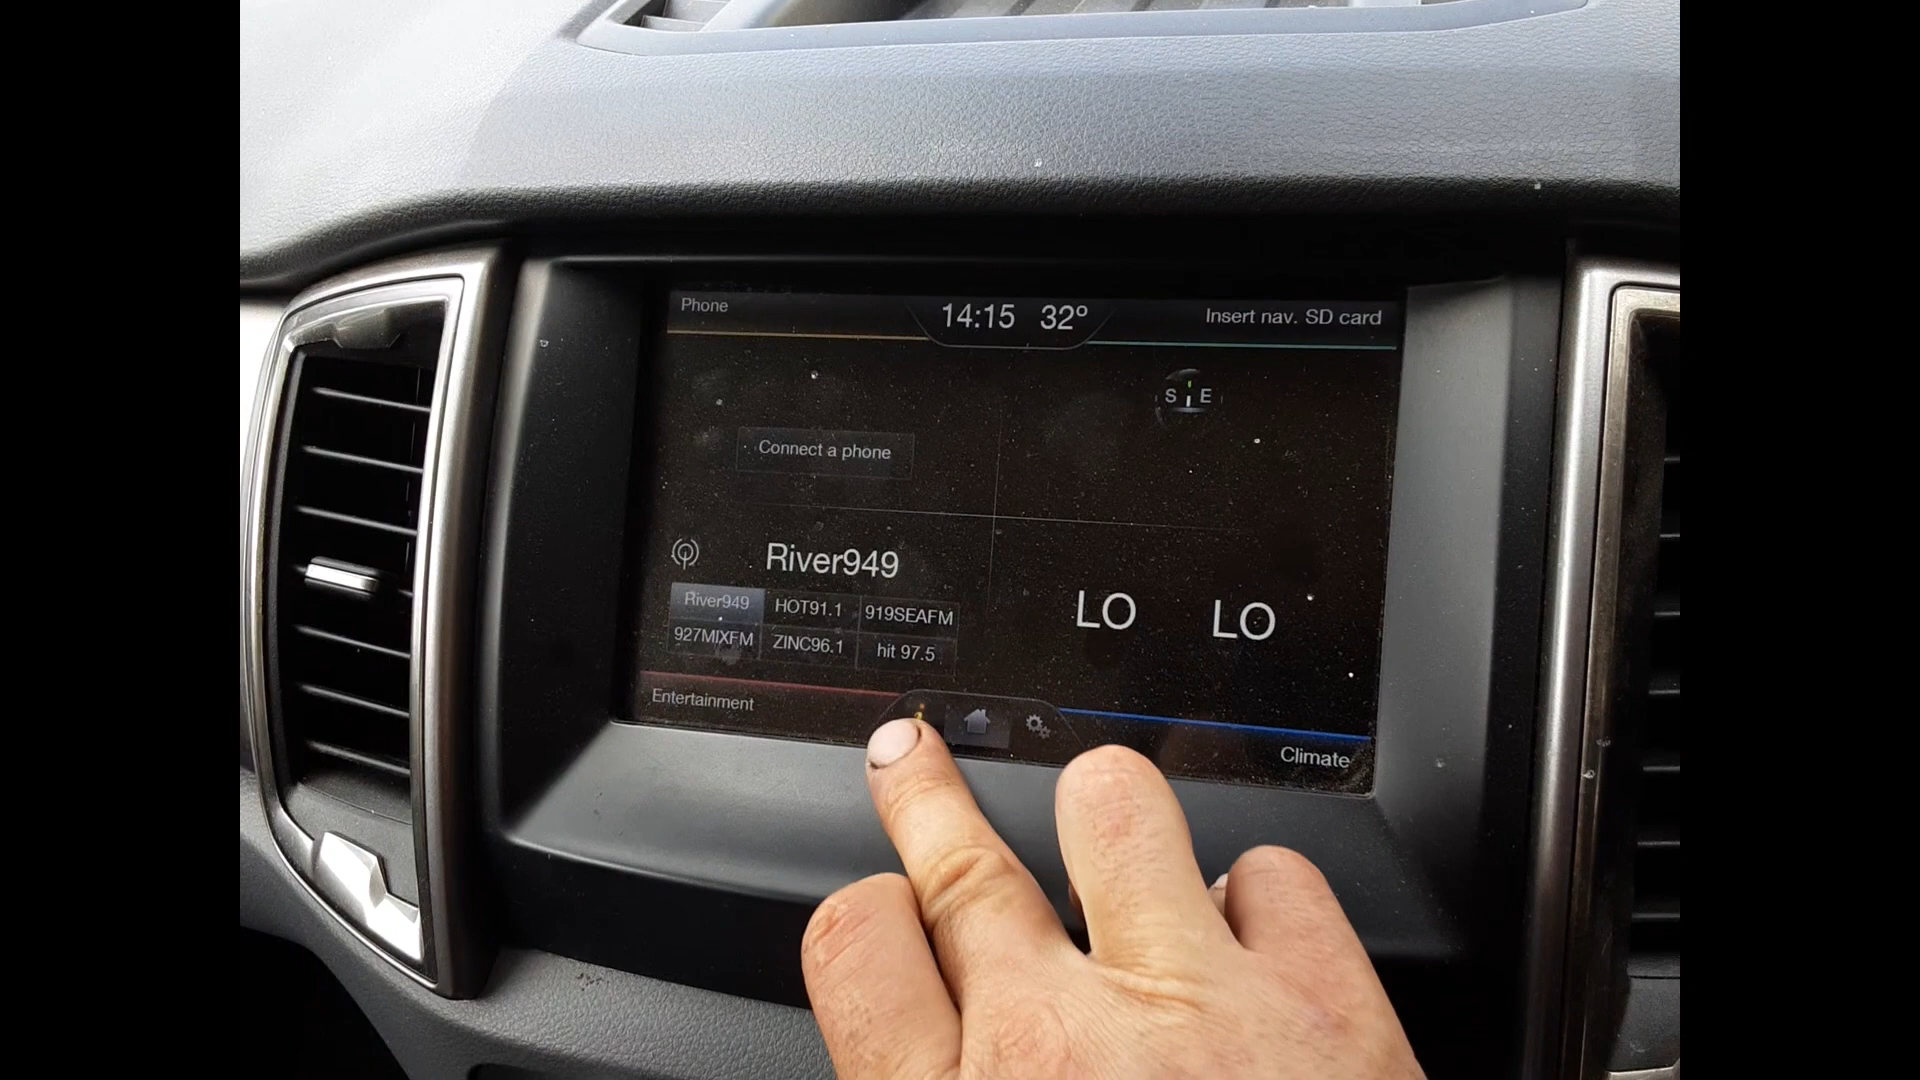 Phone
14:15 32°
Insert nav. SD card
S E
Connect a phone
River949
River949 HOT91.1 919SEAFM
927MIXFM ZINC96.1 hit 97.5
LO LO
Entertainment
Climate